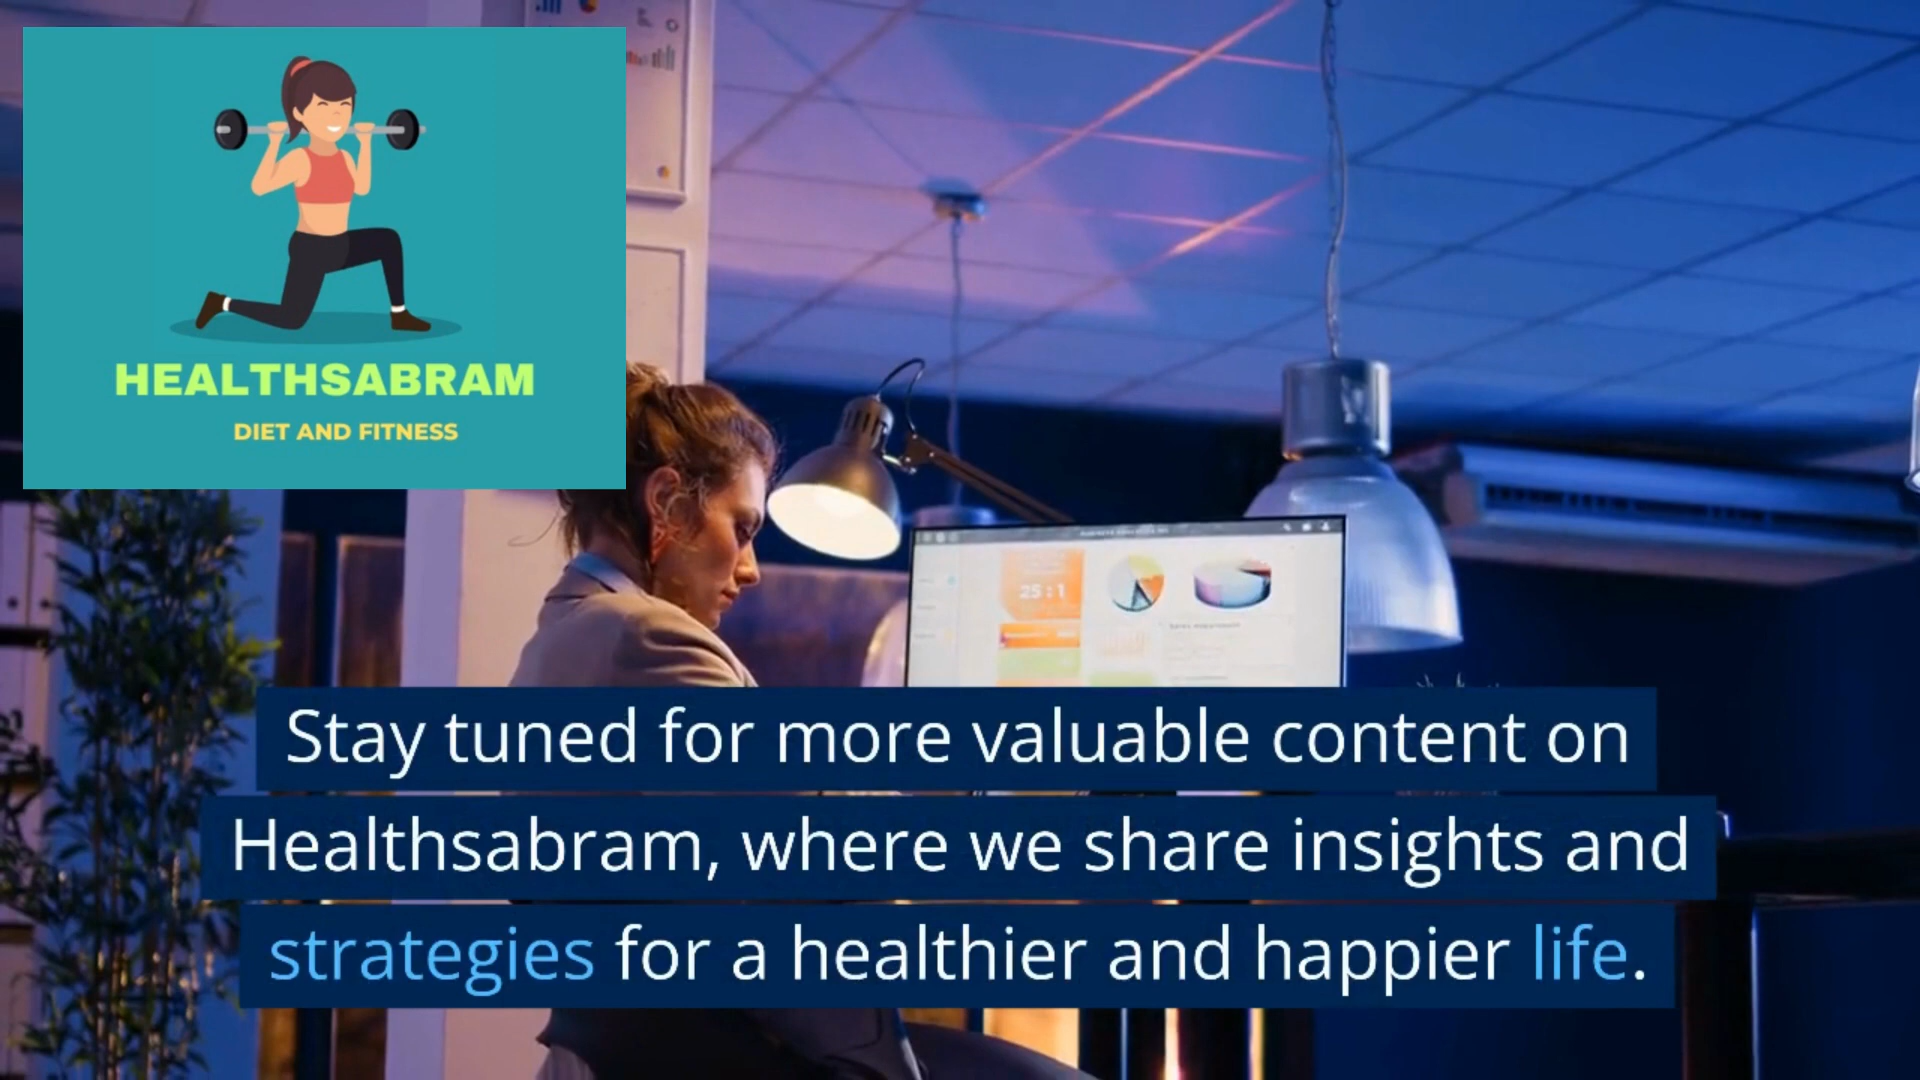 HEALTHSABRAM
DIET AND FITNESS
25:1
Stay tuned for more valuable content on
Healthsabram, where we share insights and
strategies for a healthier and happier life.